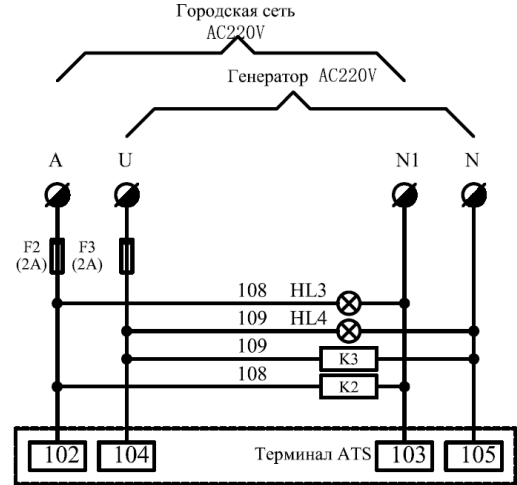 Городская сеть
AC220V
Генератор AC220V
A U N1 N
F2 F3
(2A) (2A)
108 HL3
109 HL4
109 K3
108 K2
102 104 Терминал ATS 103 105